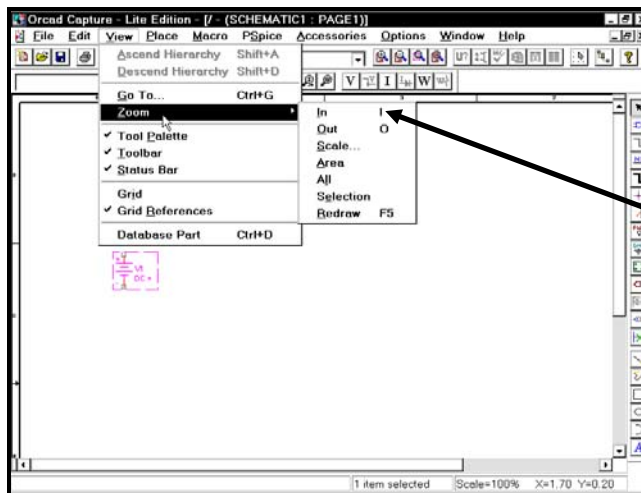 Orcad Capture - Lite Edition - [/ - (SCHEMATIC1 : PAGE1)]
File Edit View Place Macro PSpice Accessories Options Window Help
Ascend Hierarchy Shift+A
Descend Hierarchy Shift+D
Go To... Ctrl+G
Zoom
Tool Palette
Toolbar
Status Bar
Grid
Grid References
Database Part Ctrl+D
In I
Out O
Scale...
Area
All
Selection
Redraw F5
V I W
V1
DC =
1 item selected Scale=100% X=1.70 Y=0.20